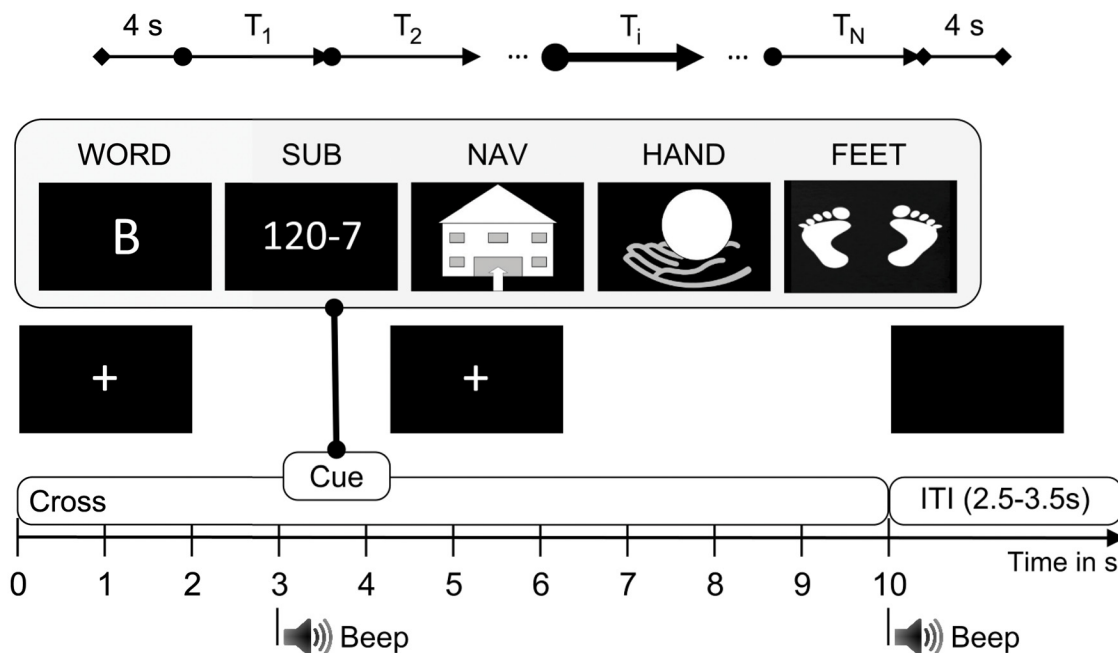 4 s T₁ T₂ ... Tᵢ ... T_N 4 s
WORD SUB NAV HAND FEET
B 120-7
+ +
Cue
Cross ITI (2.5-3.5s)
Time in s
0 1 2 3 4 5 6 7 8 9 10
Beep Beep